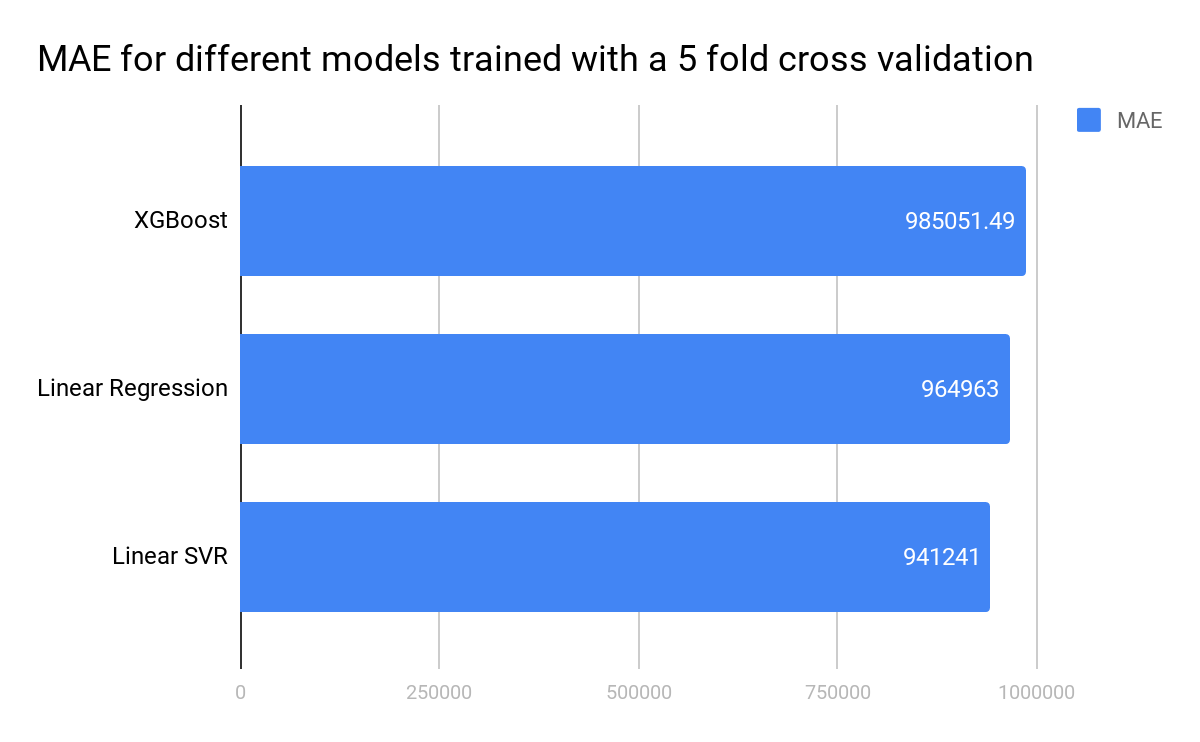 MAE for different models trained with a 5 fold cross validation
MAE
XGBoost
985051.49
Linear Regression
964963
Linear SVR
941241
0
250000
500000
750000
1000000